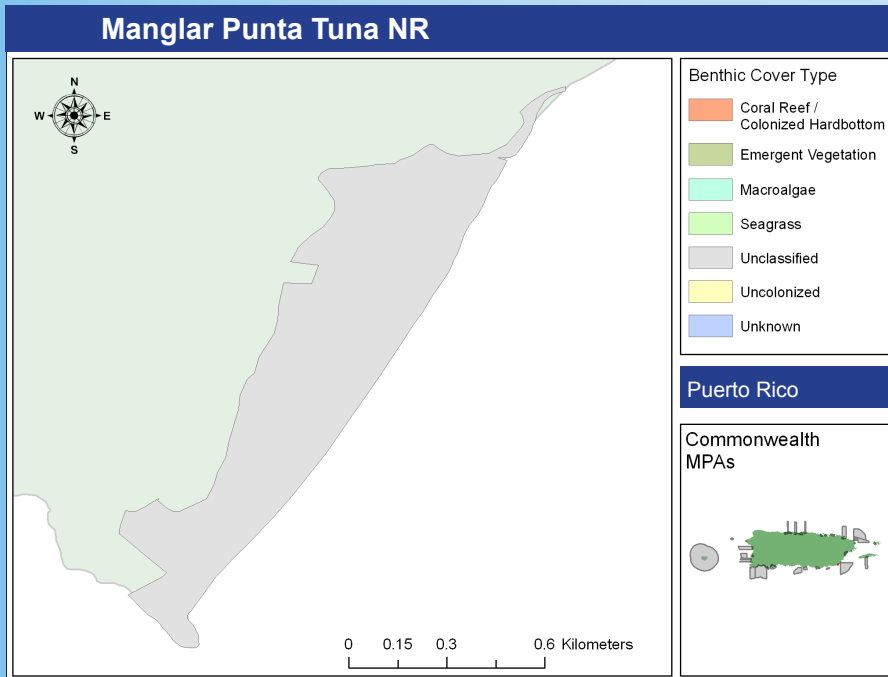 Manglar Punta Tuna NR
N
W E
S
0 0.15 0.3 0.6 Kilometers
Benthic Cover Type
Coral Reef /
Colonized Hardbottom
Emergent Vegetation
Macroalgae
Seagrass
Unclassified
Uncolonized
Unknown
Puerto Rico
Commonwealth
MPAs